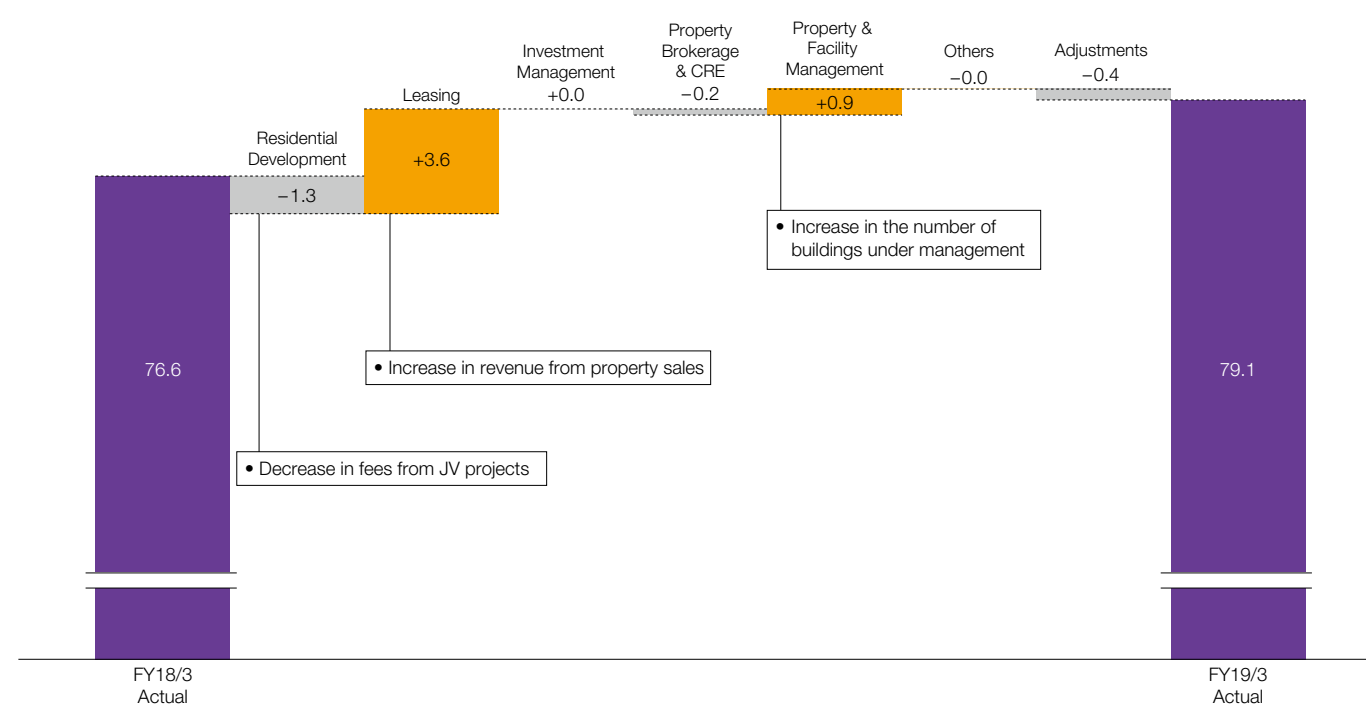 Residential
Development
−1.3
Leasing
+3.6
Investment
Management
+0.0
Property
Brokerage
& CRE
−0.2
Property &
Facility
Management
+0.9
Others
−0.0
Adjustments
−0.4
• Increase in the number of
buildings under management
• Increase in revenue from property sales
• Decrease in fees from JV projects
76.6
79.1
FY18/3
Actual
FY19/3
Actual